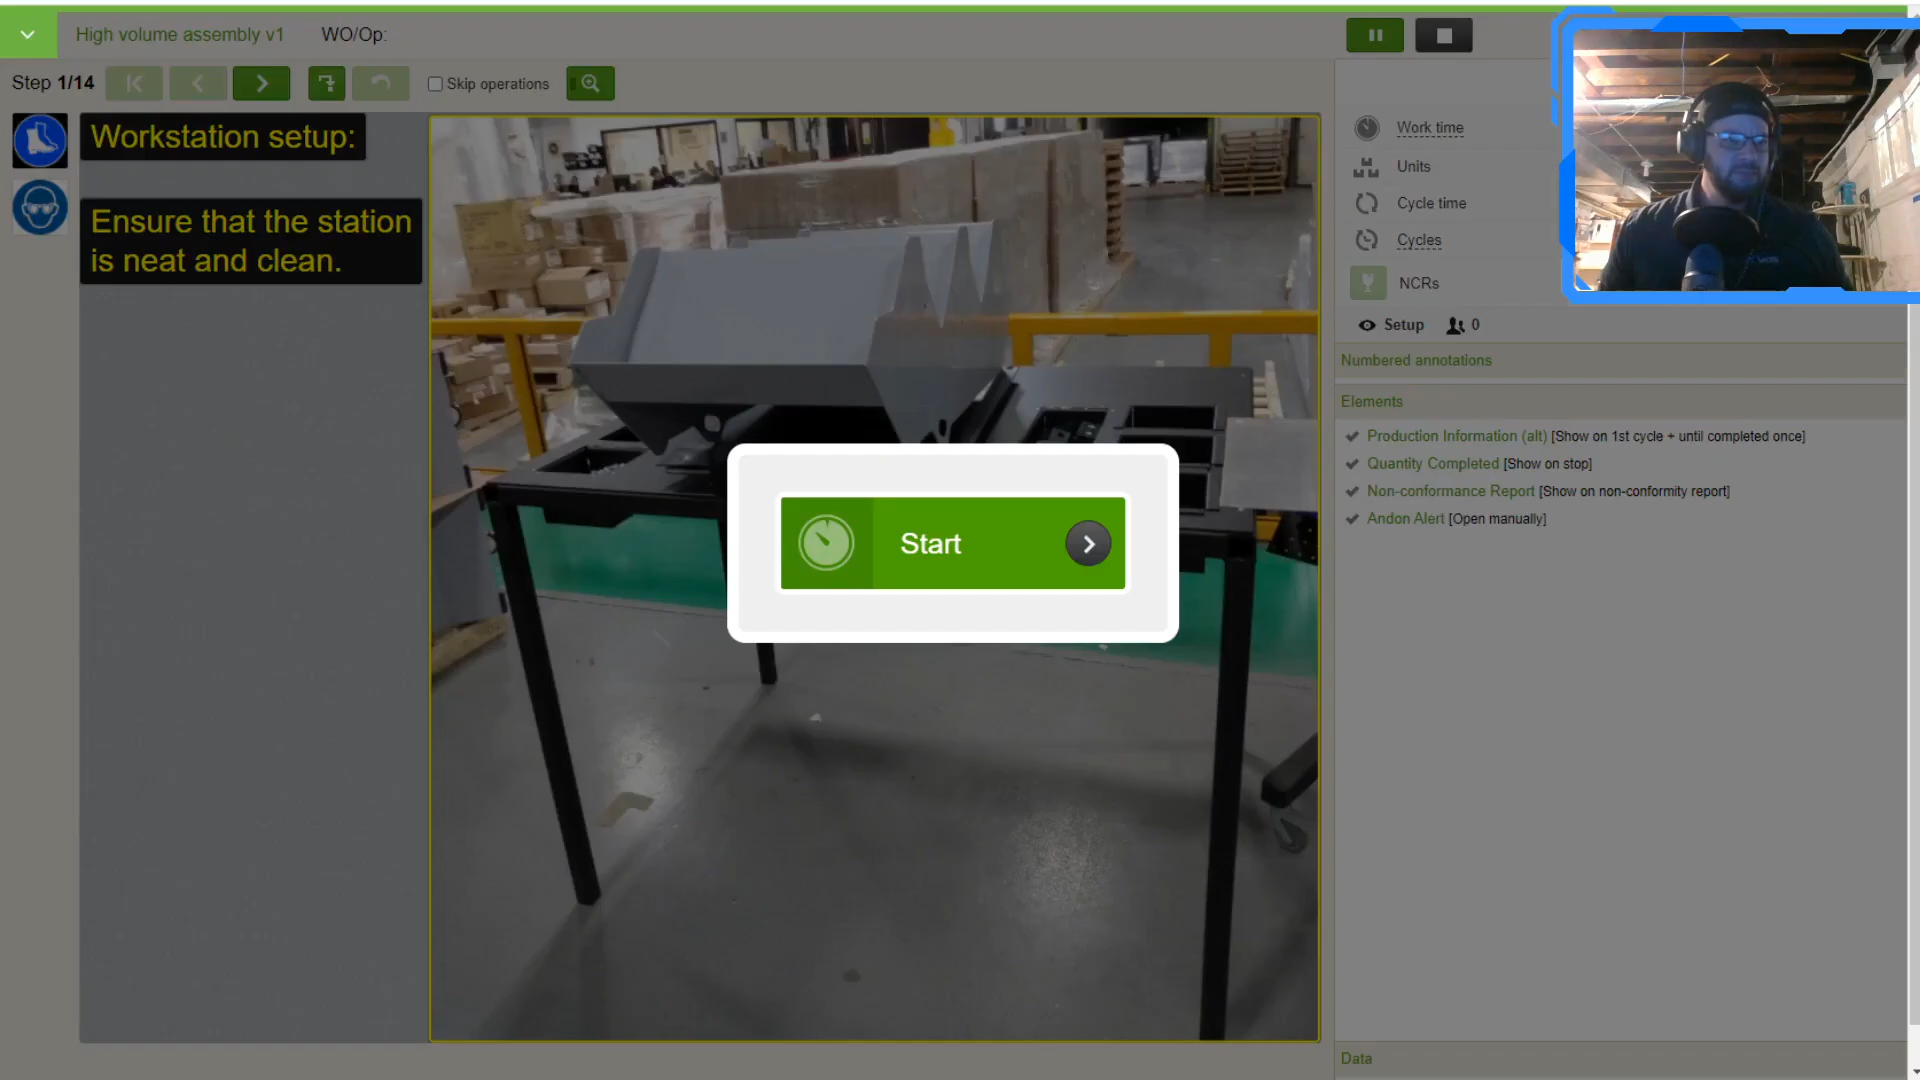 High volume assembly v1 WO/Op:
Step 1/14
Skip operations
Workstation setup:
Ensure that the station
is neat and clean.
Start
Work time
Units
Cycle time
Cycles
NCRs
Setup 0
Numbered annotations
Elements
Production Information (alt) [Show on 1st cycle + until completed once]
Quantity Completed [Show on stop]
Non-conformance Report [Show on non-conformity report]
Andon Alert [Open manually]
Data